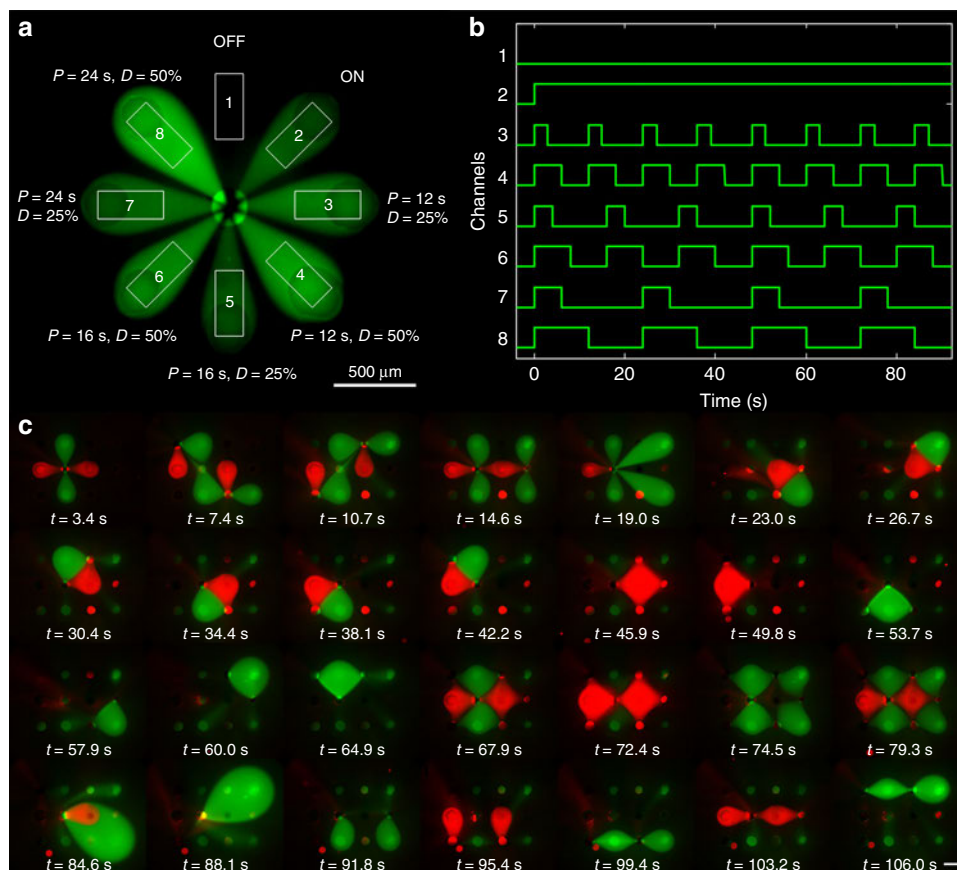 a
OFF
ON
P = 24 s, D = 50%
1
8
2
P = 24 s
D = 25%
7
3
P = 12 s
D = 25%
6
4
5
P = 16 s, D = 50%
P = 12 s, D = 50%
P = 16 s, D = 25%
500 μm
b
Channels
1
2
3
4
5
6
7
8
0 20 40 60 80
Time (s)
c
t = 3.4 s t = 7.4 s t = 10.7 s t = 14.6 s t = 19.0 s t = 23.0 s t = 26.7 s
t = 30.4 s t = 34.4 s t = 38.1 s t = 42.2 s t = 45.9 s t = 49.8 s t = 53.7 s
t = 57.9 s t = 60.0 s t = 64.9 s t = 67.9 s t = 72.4 s t = 74.5 s t = 79.3 s
t = 84.6 s t = 88.1 s t = 91.8 s t = 95.4 s t = 99.4 s t = 103.2 s t = 106.0 s